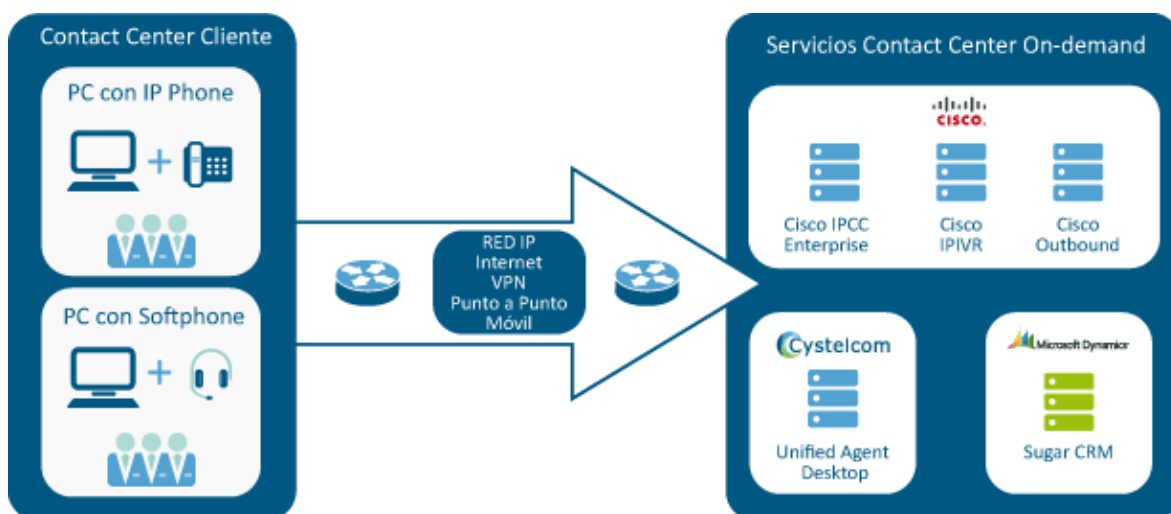 Contact Center Cliente
PC con IP Phone
PC con Softphone
RED IP
Internet
VPN
Punto a Punto
Móvil
Servicios Contact Center On-demand
CISCO.
Cisco IPCC
Enterprise
Cisco
IPIVR
Cisco
Outbound
Cystelcom
Unified Agent
Desktop
Microsoft Dynamics
Sugar CRM